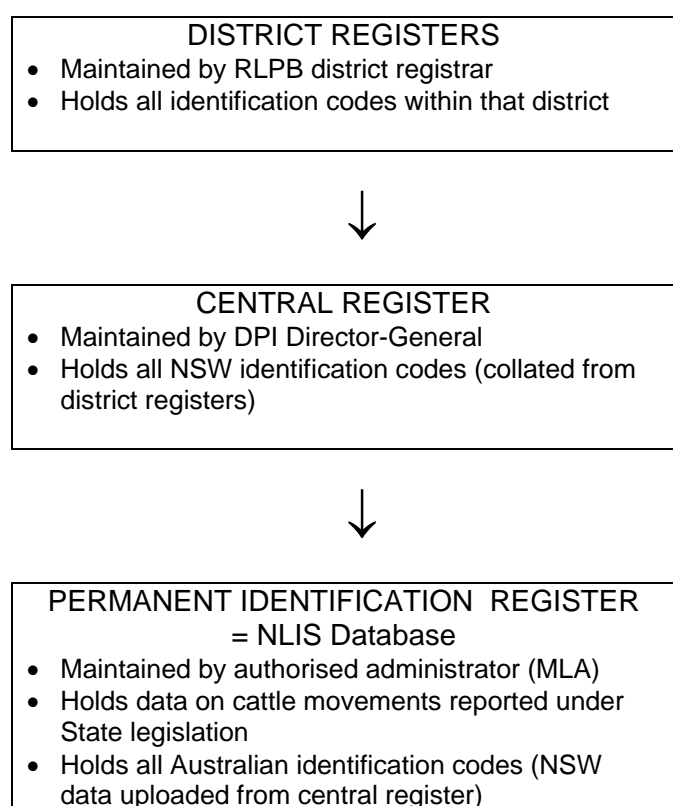 DISTRICT REGISTERS
• Maintained by RLPB district registrar
• Holds all identification codes within that district
↓
CENTRAL REGISTER
• Maintained by DPI Director-General
• Holds all NSW identification codes (collated from
district registers)
↓
PERMANENT IDENTIFICATION REGISTER
= NLIS Database
• Maintained by authorised administrator (MLA)
• Holds data on cattle movements reported under
State legislation
• Holds all Australian identification codes (NSW
data uploaded from central register)